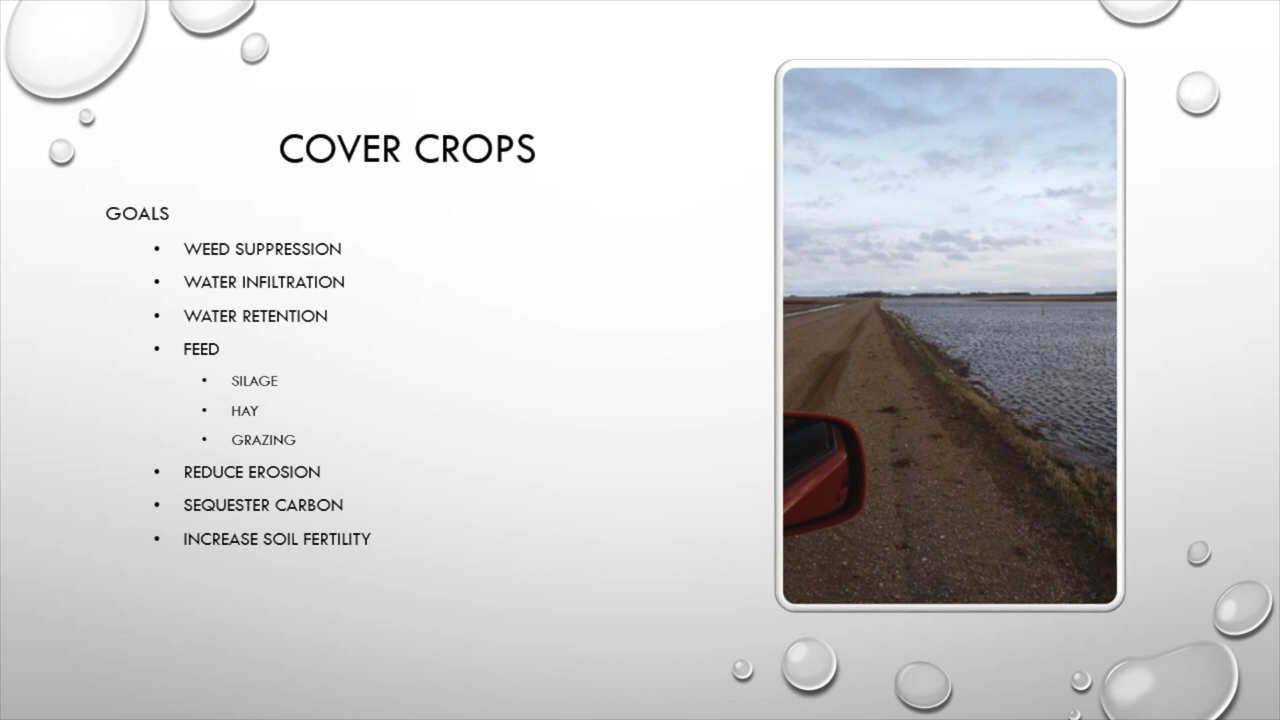 COVER CROPS
GOALS
• WEED SUPPRESSION
• WATER INFILTRATION
• WATER RETENTION
• FEED
• SILAGE
• HAY
• GRAZING
• REDUCE EROSION
• SEQUESTER CARBON
• INCREASE SOIL FERTILITY